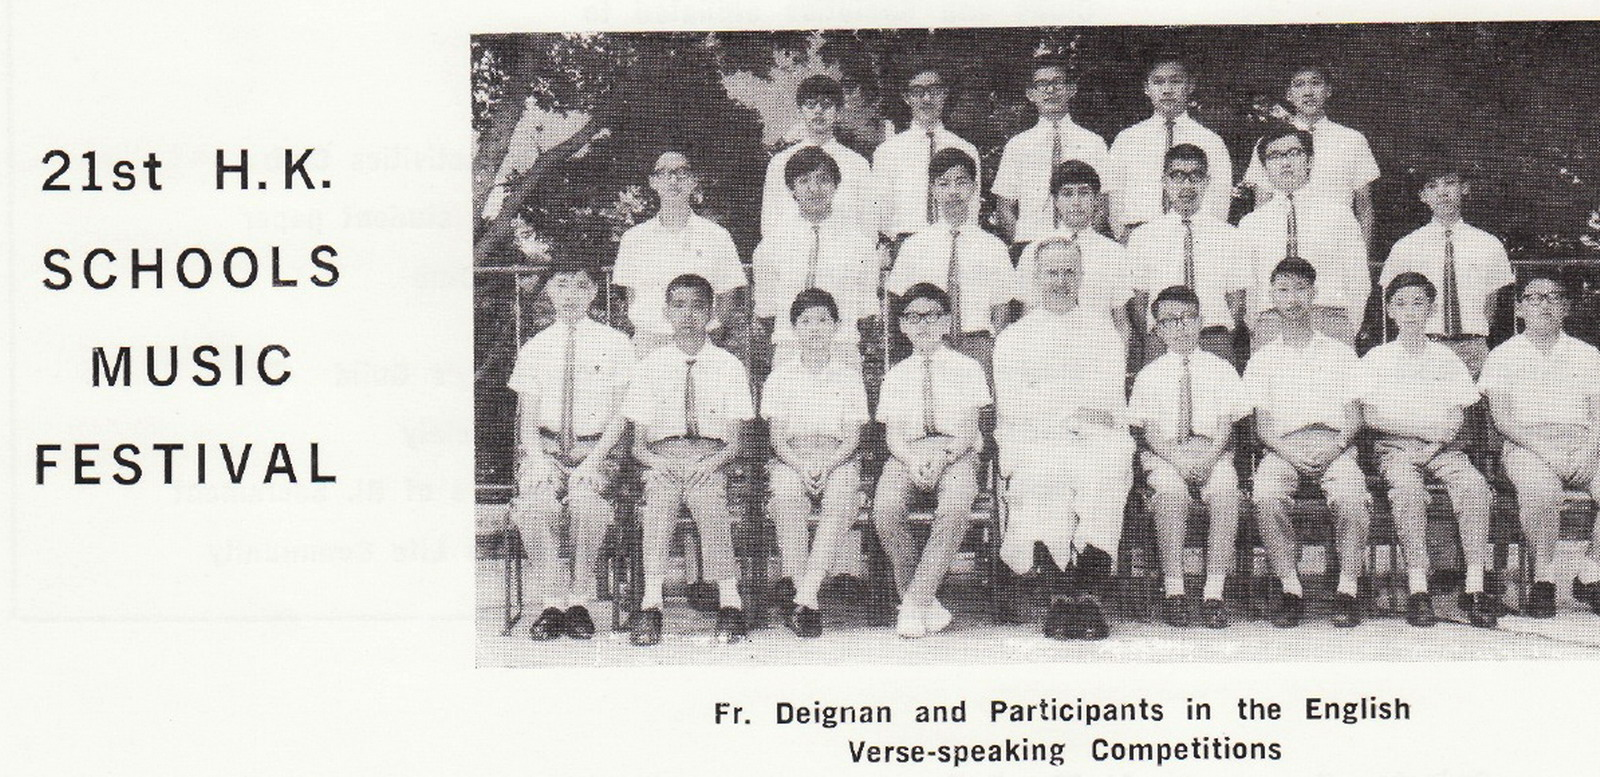 21st H.K.
SCHOOLS
MUSIC
FESTIVAL
Fr. Deignan and Participants in the English
Verse-speaking Competitions